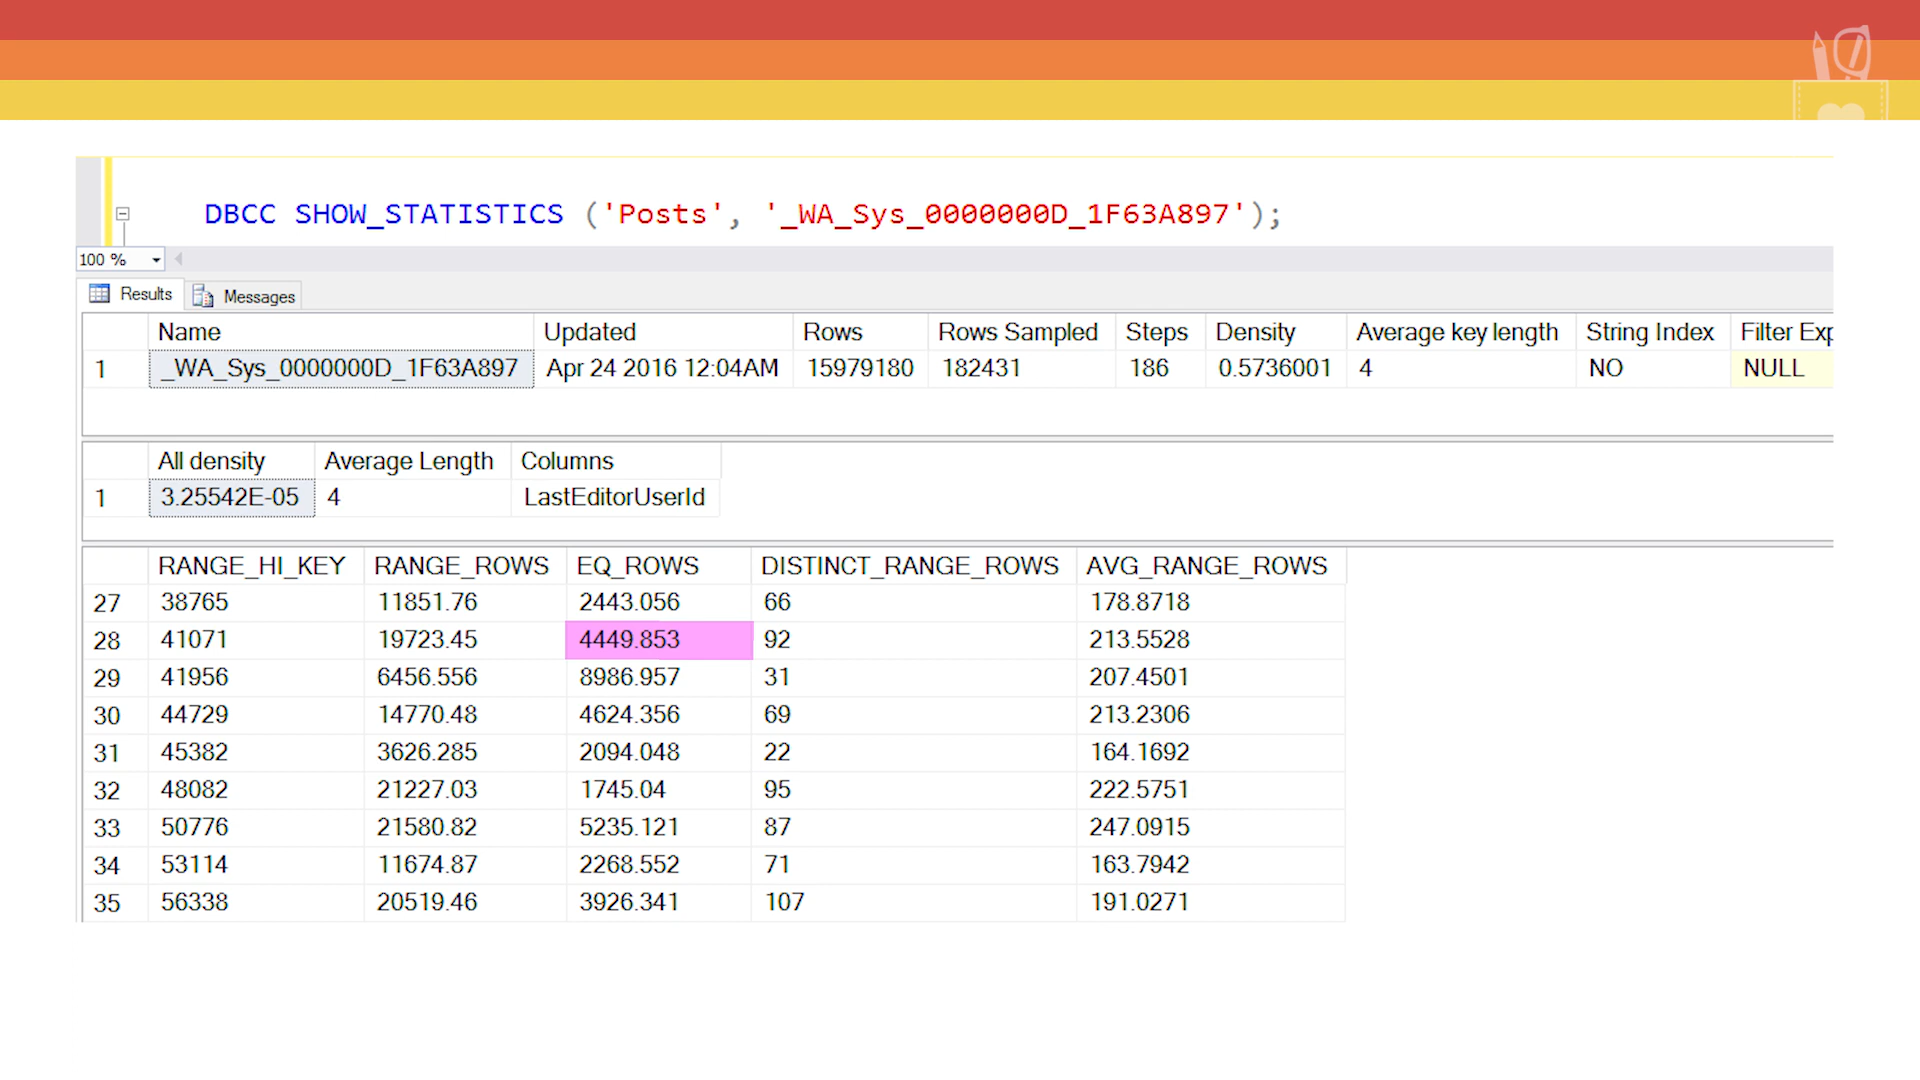 DBCC SHOW_STATISTICS ('Posts', '_WA_Sys_0000000D_1F63A897');
100 %
Results Messages
Name Updated Rows Rows Sampled Steps Density Average key length String Index Filter Exp
1 _WA_Sys_0000000D_1F63A897 Apr 24 2016 12:04AM 15979180 182431 186 0.5736001 4 NO NULL
All density Average Length Columns
1 3.25542E-05 4 LastEditorUserId
RANGE_HI_KEY RANGE_ROWS EQ_ROWS DISTINCT_RANGE_ROWS AVG_RANGE_ROWS
27 38765 11851.76 2443.056 66 178.8718
28 41071 19723.45 4449.853 92 213.5528
29 41956 6456.556 8986.957 31 207.4501
30 44729 14770.48 4624.356 69 213.2306
31 45382 3626.285 2094.048 22 164.1692
32 48082 21227.03 1745.04 95 222.5751
33 50776 21580.82 5235.121 87 247.0915
34 53114 11674.87 2268.552 71 163.7942
35 56338 20519.46 3926.341 107 191.0271